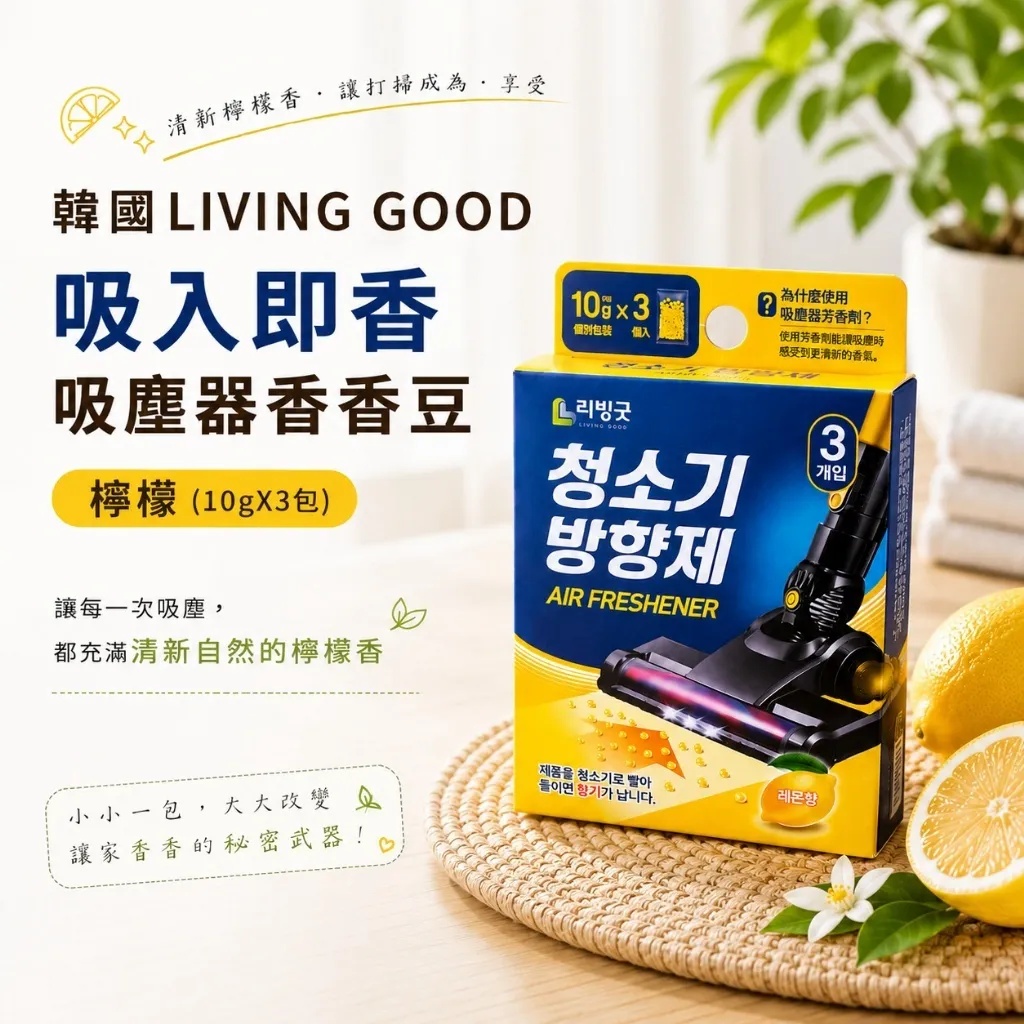 清新檸檬香·讓打掃成為·享受
韓國LIVING GOOD
吸入即香
吸塵器香香豆
檸檬 (10gX3包)
讓每一次吸塵，
都充滿清新自然的檸檬香
小小一包，大大改變
讓家香香的秘密武器！
10g x 3
個別包裝 個入
? 為什麼使用
吸塵器芳香劑？
使用芳香劑能讓吸塵時
感受到更清新的香氣。
청소기 방향제
리빙굿
LIVING GOOD
3
개입
청소기
방향제
AIR FRESHENER
제품을 청소기로 빨아
들이면 향기가 납니다.
레몬향